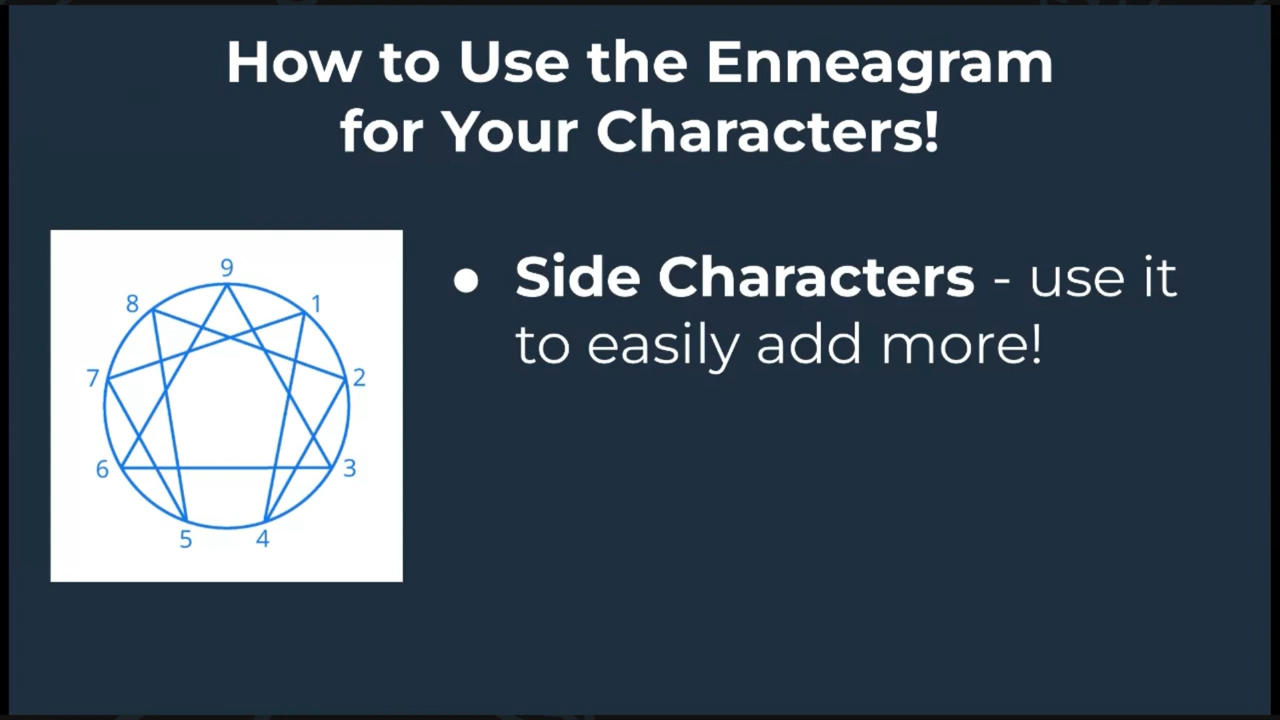 How to Use the Enneagram
for Your Characters!
9
8
1
7
2
6
3
5
4
● Side Characters - use it
to easily add more!